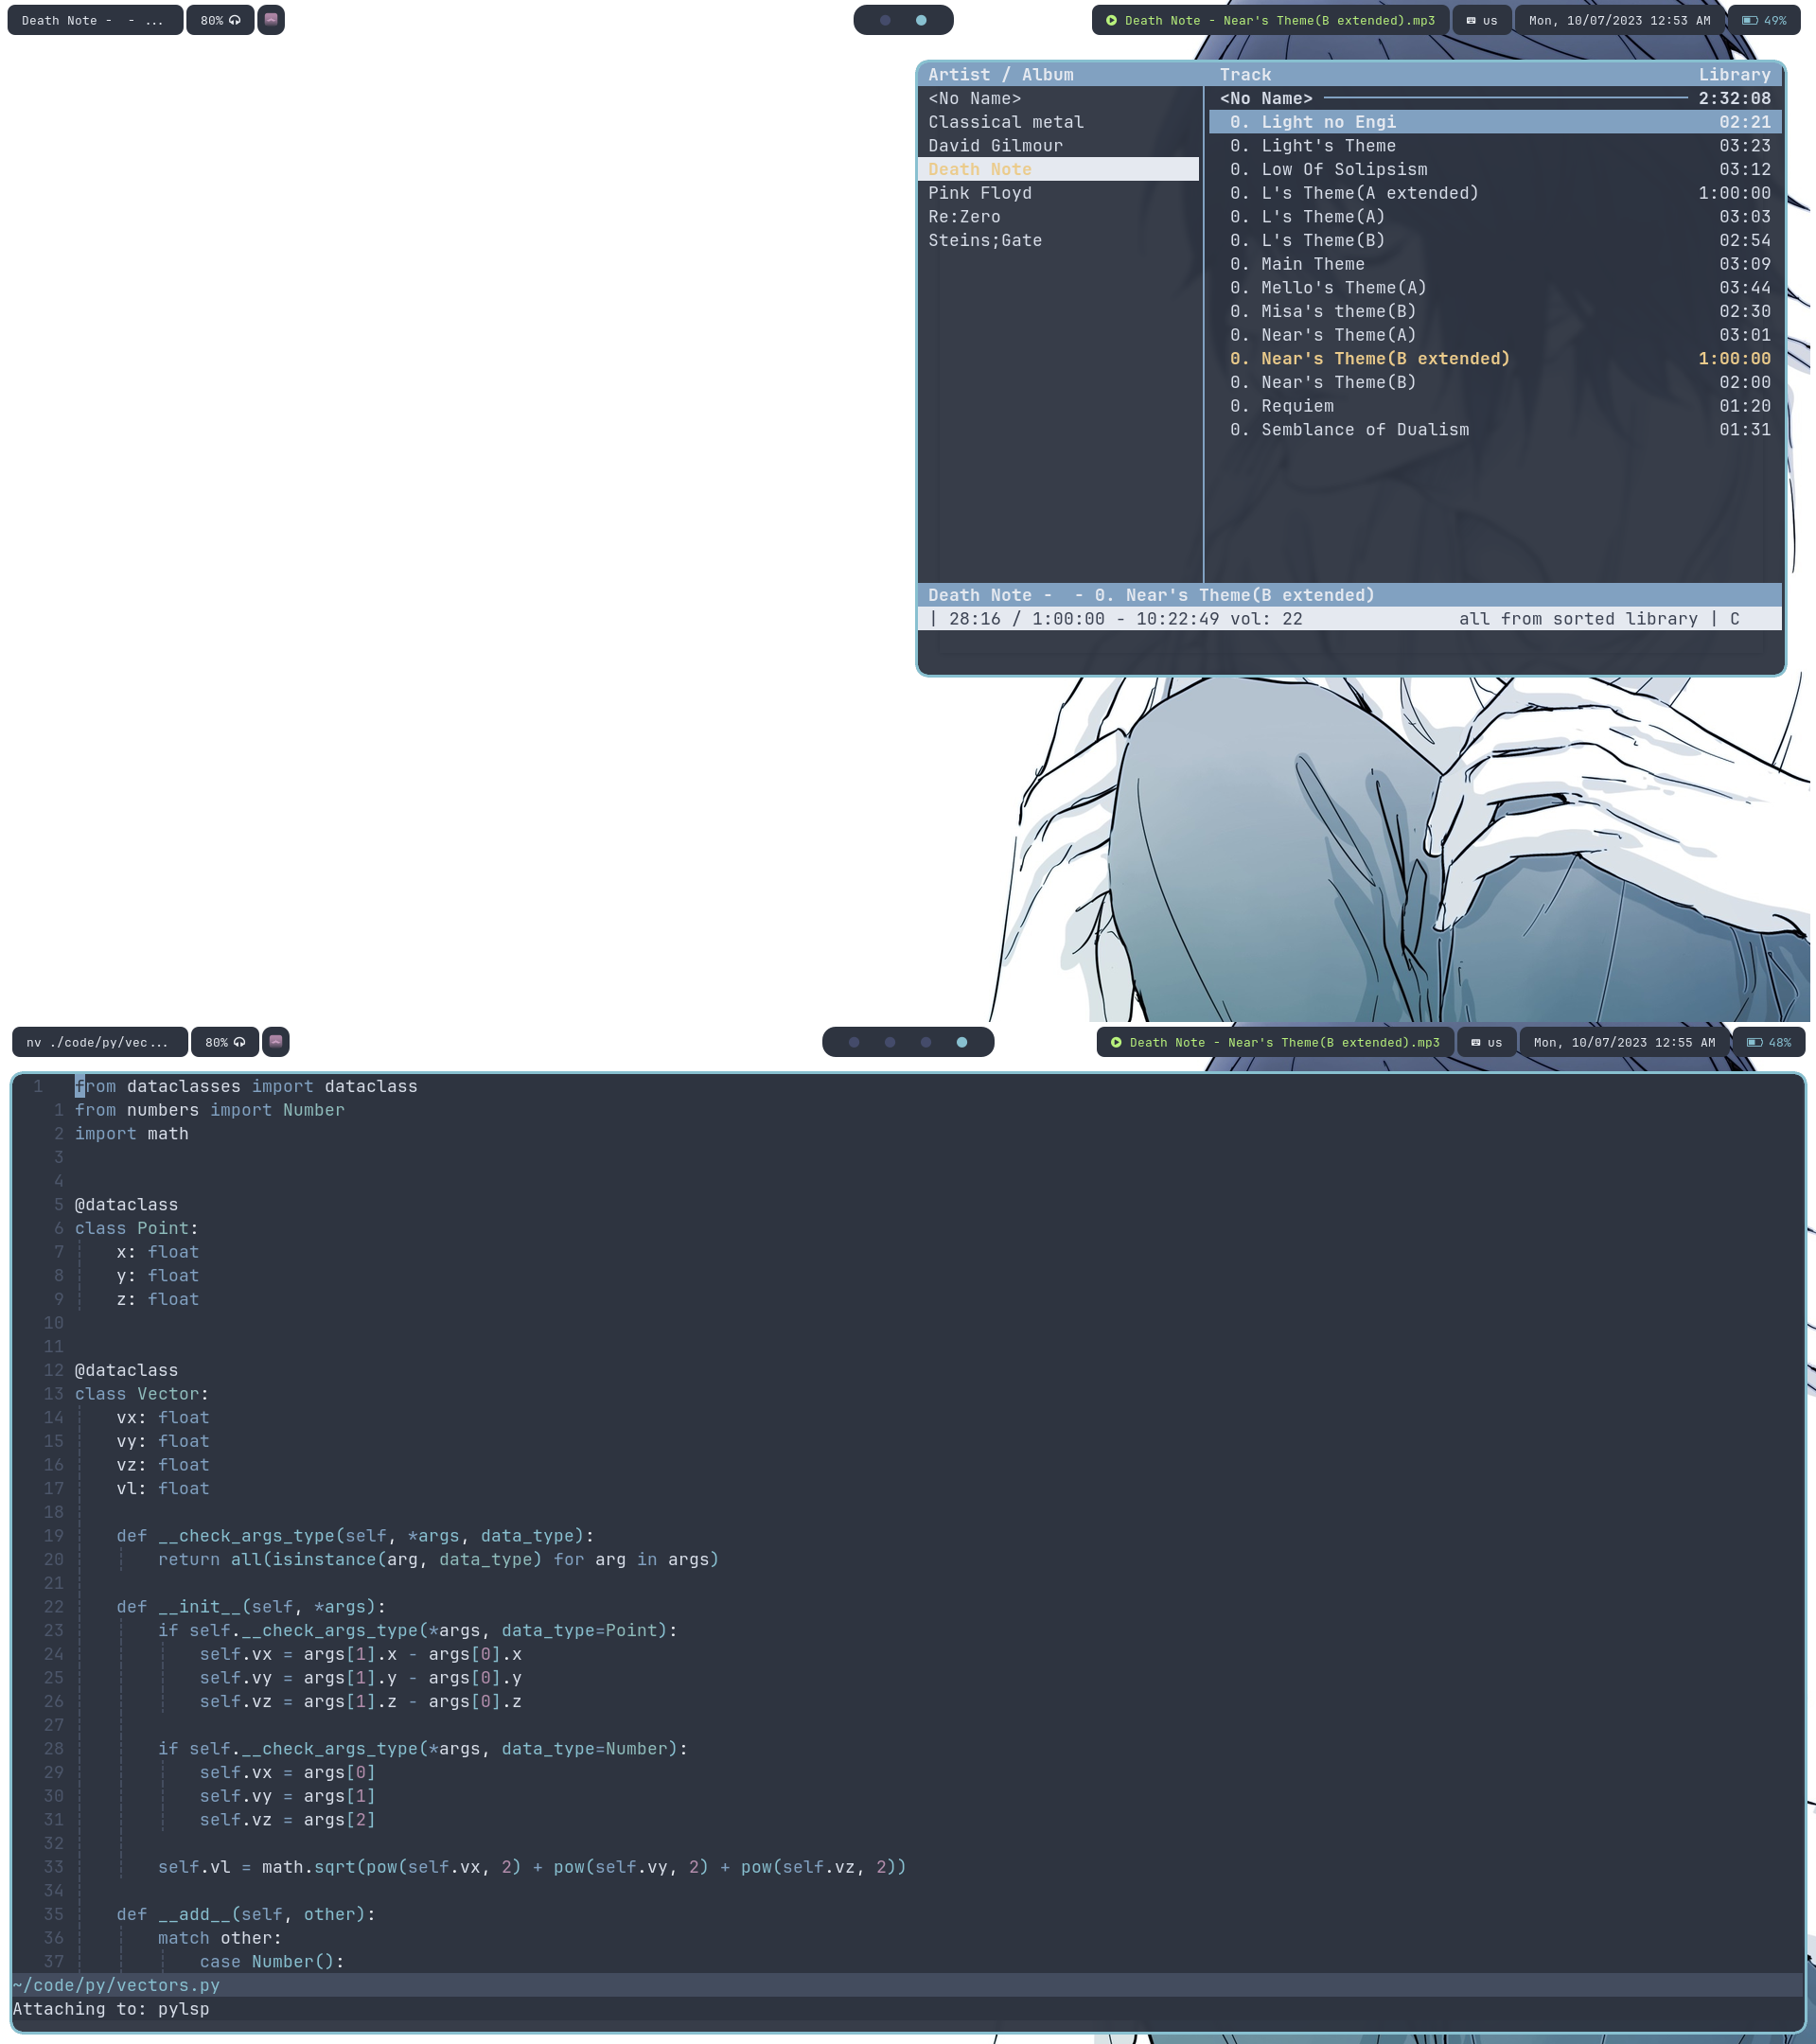 Death Note -  - ...
80%
Death Note - Near's Theme(B extended).mp3
us
Mon, 10/07/2023 12:53 AM
49%
Artist / Album
<No Name>
Classical metal
David Gilmour
Death Note
Pink Floyd
Re:Zero
Steins;Gate
Track Library
<No Name> 2:32:08
0. Light no Engi 02:21
0. Light's Theme 03:23
0. Low Of Solipsism 03:12
0. L's Theme(A extended) 1:00:00
0. L's Theme(A) 03:03
0. L's Theme(B) 02:54
0. Main Theme 03:09
0. Mello's Theme(A) 03:44
0. Misa's theme(B) 02:30
0. Near's Theme(A) 03:01
0. Near's Theme(B extended) 1:00:00
0. Near's Theme(B) 02:00
0. Requiem 01:20
0. Semblance of Dualism 01:31
Death Note -  - 0. Near's Theme(B extended)
| 28:16 / 1:00:00 - 10:22:49 vol: 22 all from sorted library | C
nv ./code/py/vec...
80%
Death Note - Near's Theme(B extended).mp3
us
Mon, 10/07/2023 12:55 AM
48%
1 from dataclasses import dataclass
1 from numbers import Number
2 import math
3
4
5 @dataclass
6 class Point:
7     x: float
8     y: float
9     z: float
10
11
12 @dataclass
13 class Vector:
14     vx: float
15     vy: float
16     vz: float
17     vl: float
18
19     def __check_args_type(self, *args, data_type):
20         return all(isinstance(arg, data_type) for arg in args)
21
22     def __init__(self, *args):
23         if self.__check_args_type(*args, data_type=Point):
24             self.vx = args[1].x - args[0].x
25             self.vy = args[1].y - args[0].y
26             self.vz = args[1].z - args[0].z
27
28         if self.__check_args_type(*args, data_type=Number):
29             self.vx = args[0]
30             self.vy = args[1]
31             self.vz = args[2]
32
33         self.vl = math.sqrt(pow(self.vx, 2) + pow(self.vy, 2) + pow(self.vz, 2))
34
35     def __add__(self, other):
36         match other:
37             case Number():
~/code/py/vectors.py
Attaching to: pylsp